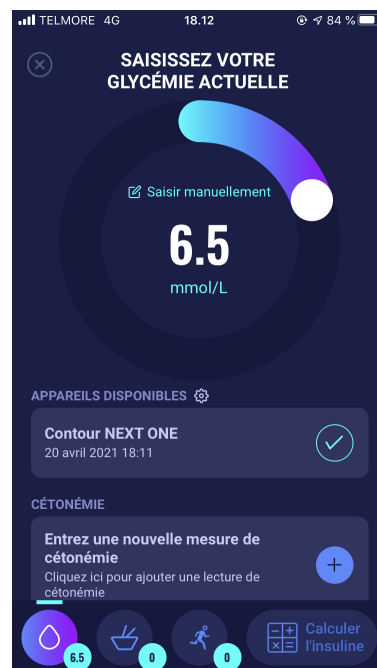 TELMORE 4G 18.12 84 %
SAISISSEZ VOTRE
GLYCÉMIE ACTUELLE
Saisir manuellement
6.5
mmol/L
APPAREILS DISPONIBLES
Contour NEXT ONE
20 avril 2021 18:11
CÉTONÉMIE
Entrez une nouvelle mesure de
cétonémie
Cliquez ici pour ajouter une lecture de
cétonémie
6.5 0 0
Calculer
l'insuline